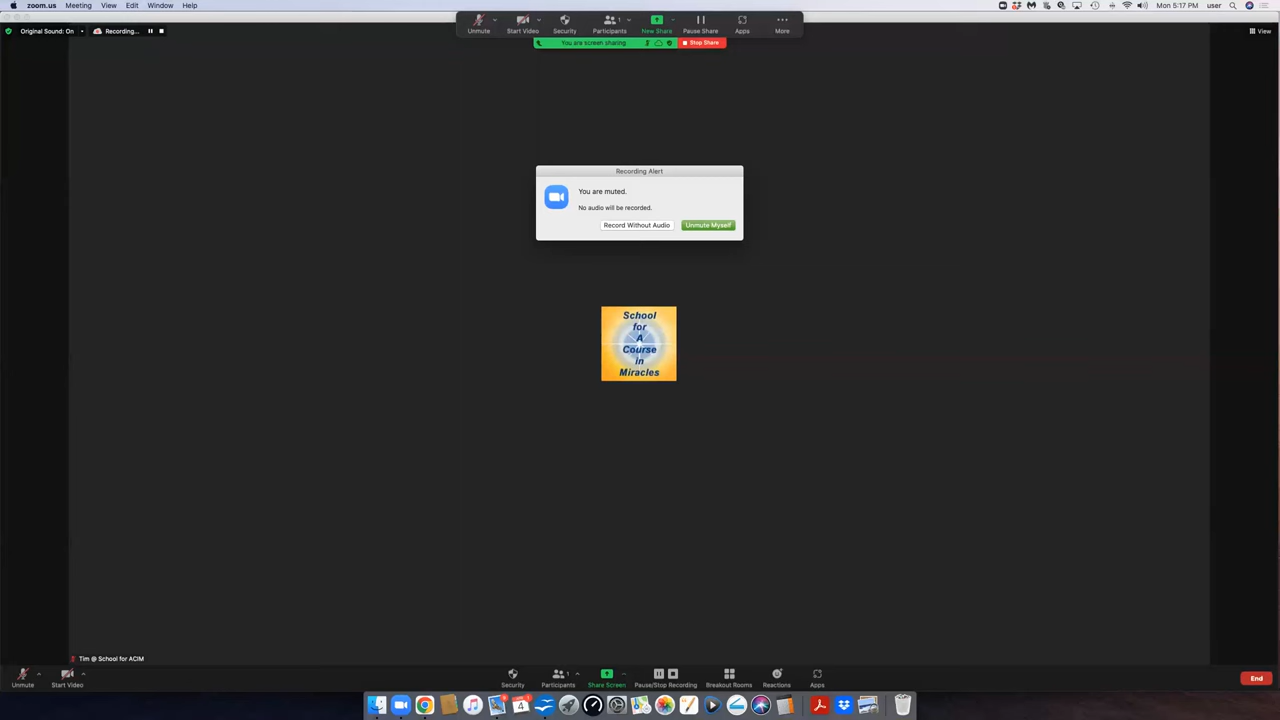 zoom.us Meeting View Edit Window Help
Mon 5:17 PM user
Original Sound: On Recording...
Unmute Start Video Security Participants 1 New Share Pause Share Apps More
You are screen sharing Stop Share
View
Recording Alert
You are muted.
No audio will be recorded.
Record Without Audio Unmute Myself
School
for
A
Course
in
Miracles
Tim @ School for ACIM
Unmute Start Video Security Participants 1 Share Screen Pause/Stop Recording Breakout Rooms Reactions Apps End